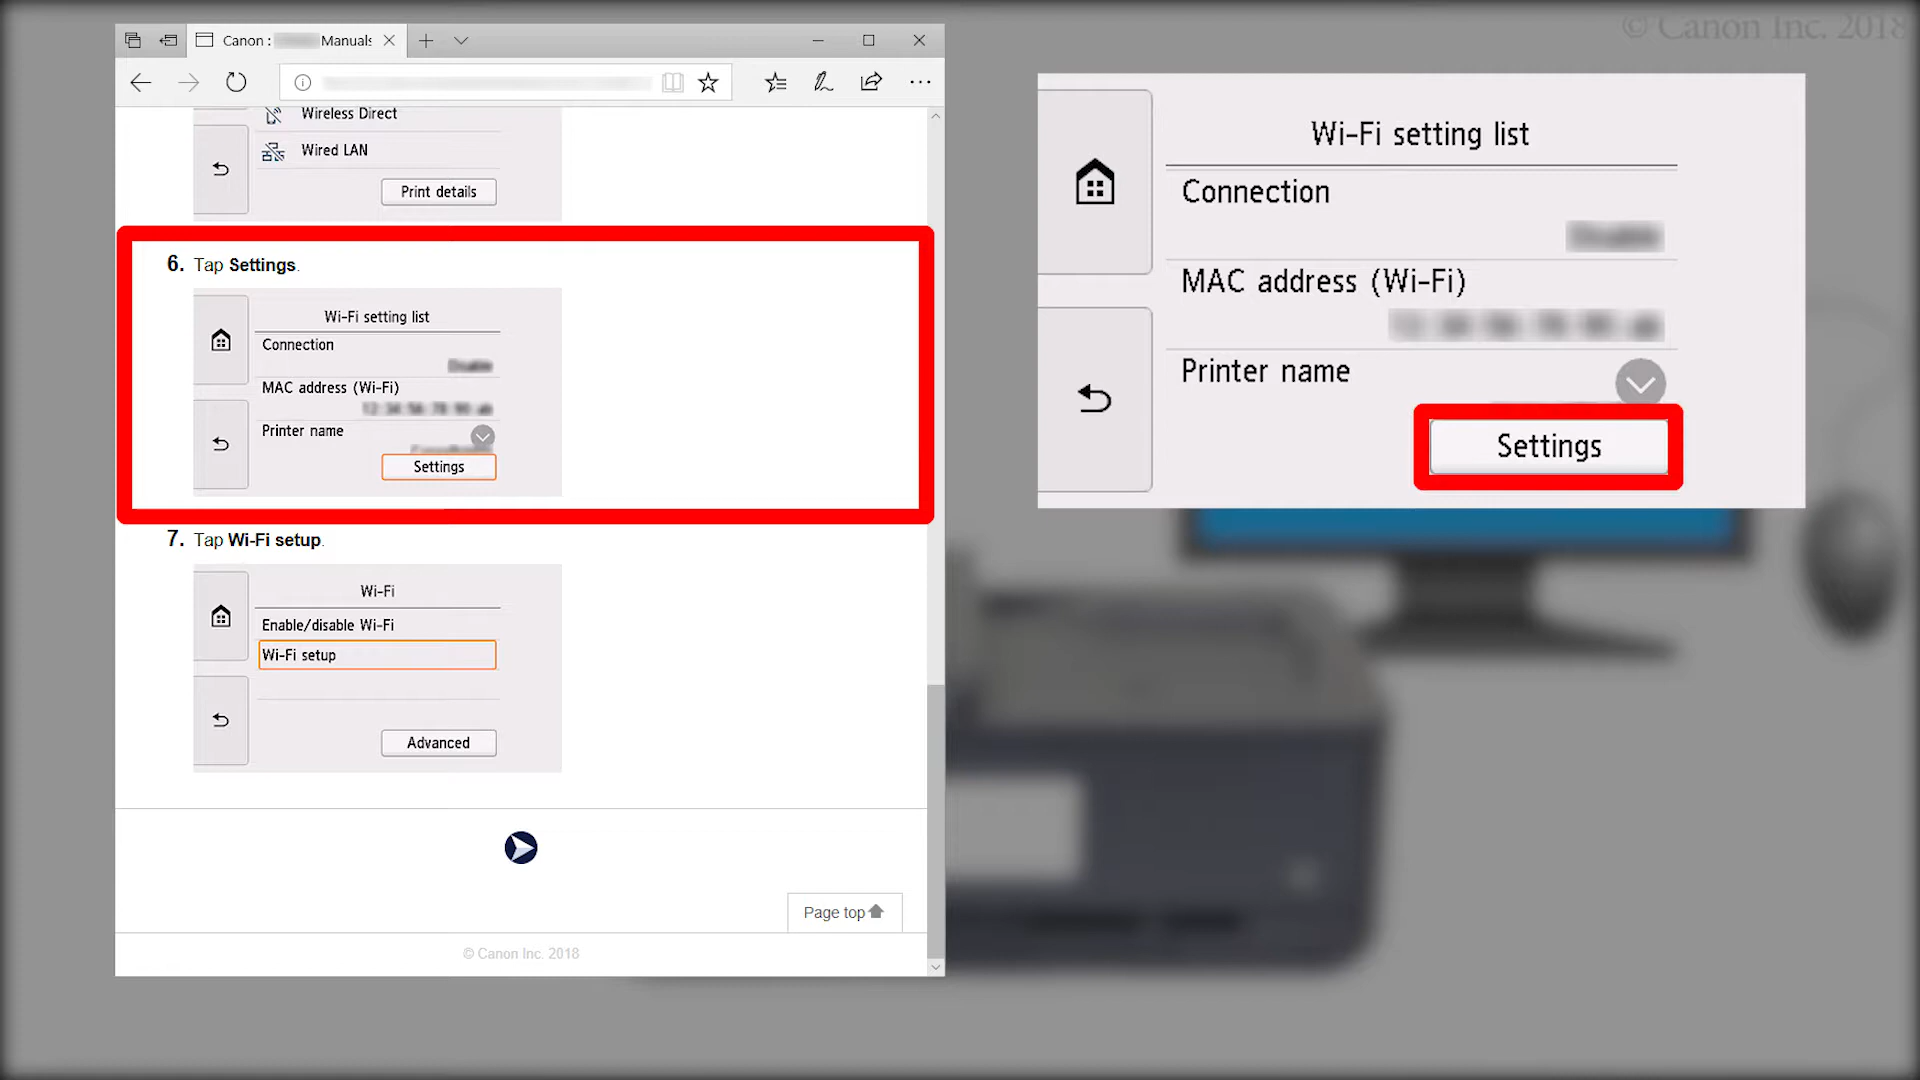 © Canon Inc. 2018
Canon : Manuals
Wireless Direct
Wired LAN
Print details
6. Tap Settings.
Wi-Fi setting list
Connection
MAC address (Wi-Fi)
Printer name
Settings
7. Tap Wi-Fi setup.
Wi-Fi
Enable/disable Wi-Fi
Wi-Fi setup
Advanced
Page top
© Canon Inc. 2018
Wi-Fi setting list
Connection
MAC address (Wi-Fi)
Printer name
Settings